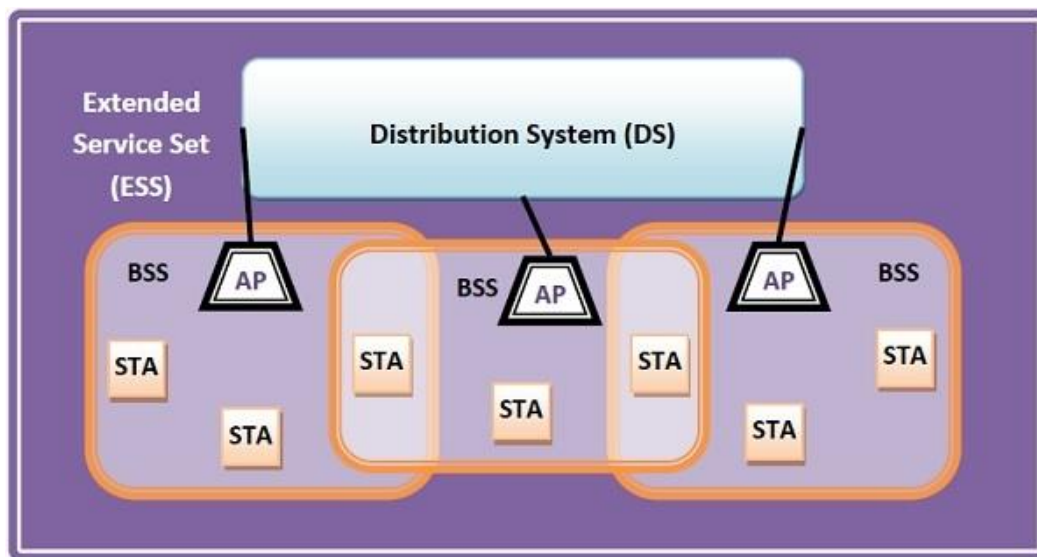 Extended
Service Set
(ESS)
Distribution System (DS)
BSS
AP
BSS
AP
AP
BSS
STA
STA
STA
STA
STA
STA
STA